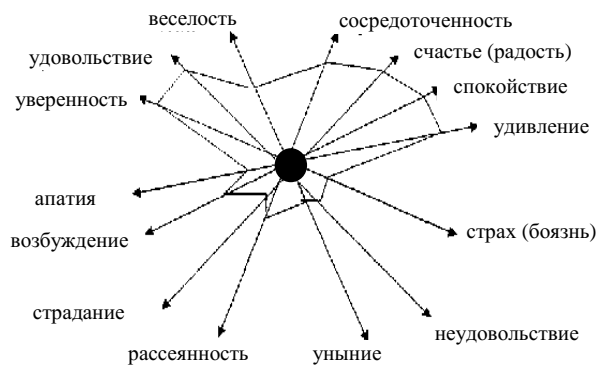 веселость
сосредоточенность
удовольствие
счастье (радость)
уверенность
спокойствие
удивление
апатия
возбуждение
страх (боязнь)
страдание
неудовольствие
рассеянность
уныние